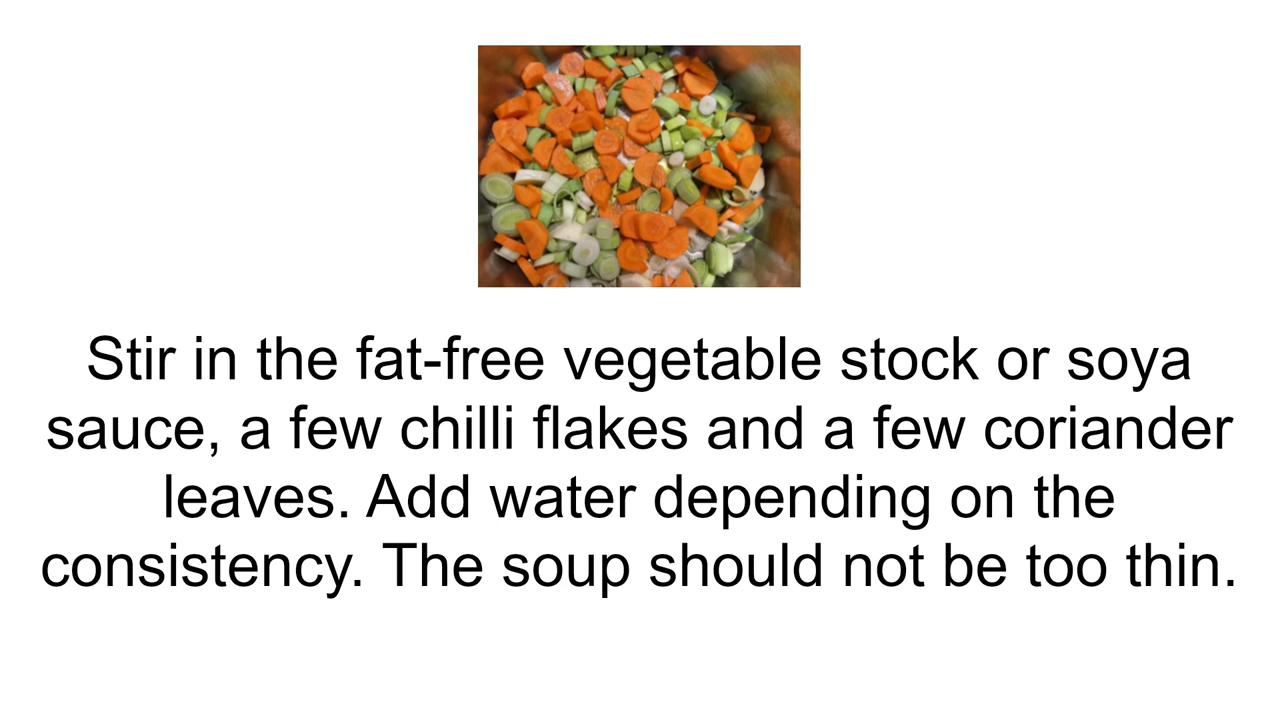 Stir in the fat-free vegetable stock or soya
sauce, a few chilli flakes and a few coriander
leaves. Add water depending on the
consistency. The soup should not be too thin.